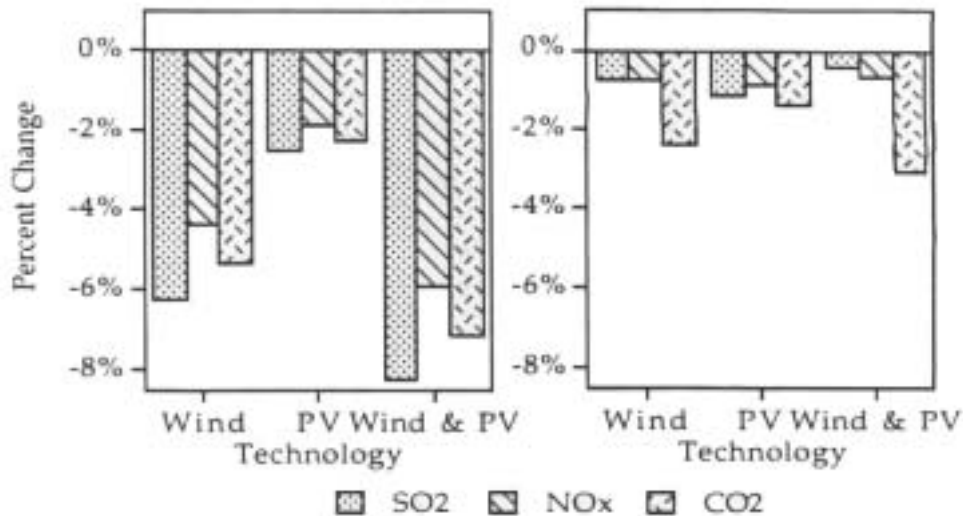 0%
-2%
-4%
-6%
-8%
Percent Change
Wind PV Wind & PV
Technology
0%
-2%
-4%
-6%
-8%
Wind PV Wind & PV
Technology
SO2 NOx CO2